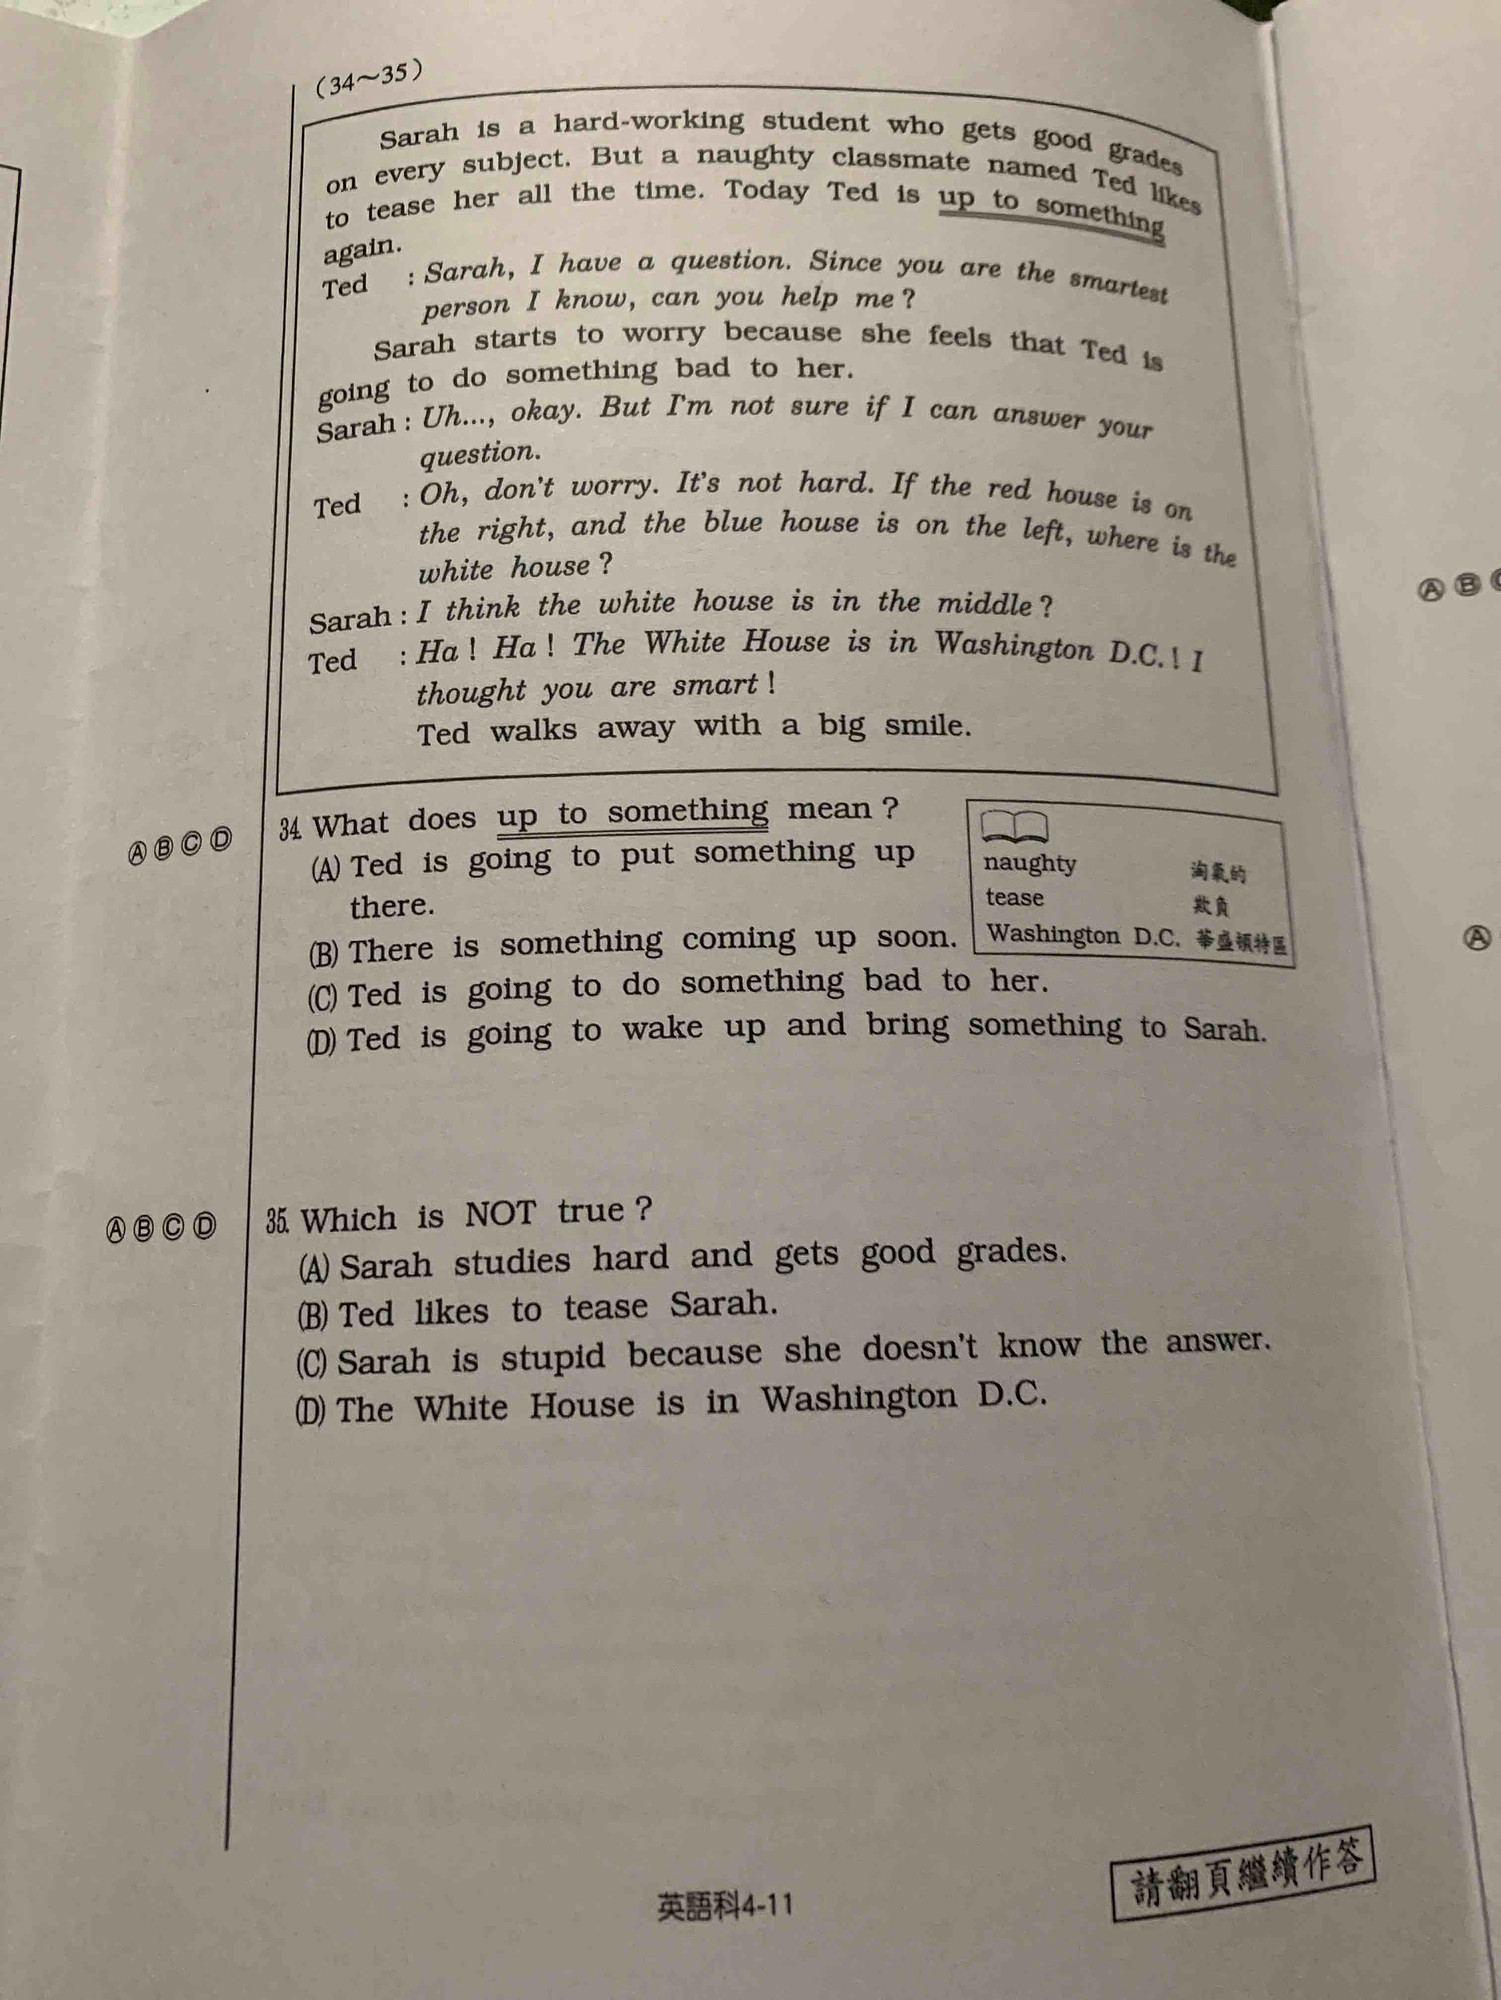 (34~35)
Sarah is a hard-working student who gets good grades
on every subject. But a naughty classmate named Ted likes
to tease her all the time. Today Ted is up to something
again.
Ted : Sarah, I have a question. Since you are the smartest
person I know, can you help me?
Sarah starts to worry because she feels that Ted is
going to do something bad to her.
Sarah : Uh..., okay. But I'm not sure if I can answer your
question.
Ted : Oh, don't worry. It's not hard. If the red house is on
the right, and the blue house is on the left, where is the
white house?
Sarah : I think the white house is in the middle?
Ted : Ha! Ha! The White House is in Washington D.C.! I
thought you are smart!
Ted walks away with a big smile.
Ⓐ Ⓑ Ⓒ Ⓓ
34. What does up to something mean?
(A) Ted is going to put something up
there.
(B) There is something coming up soon.
(C) Ted is going to do something bad to her.
(D) Ted is going to wake up and bring something to Sarah.
naughty 淘氣的
tease 欺負
Washington D.C. 華盛頓特區
Ⓐ Ⓑ Ⓒ Ⓓ
35. Which is NOT true?
(A) Sarah studies hard and gets good grades.
(B) Ted likes to tease Sarah.
(C) Sarah is stupid because she doesn't know the answer.
(D) The White House is in Washington D.C.
英語科4-11
請翻頁繼續作答
Ⓐ Ⓑ
Ⓐ